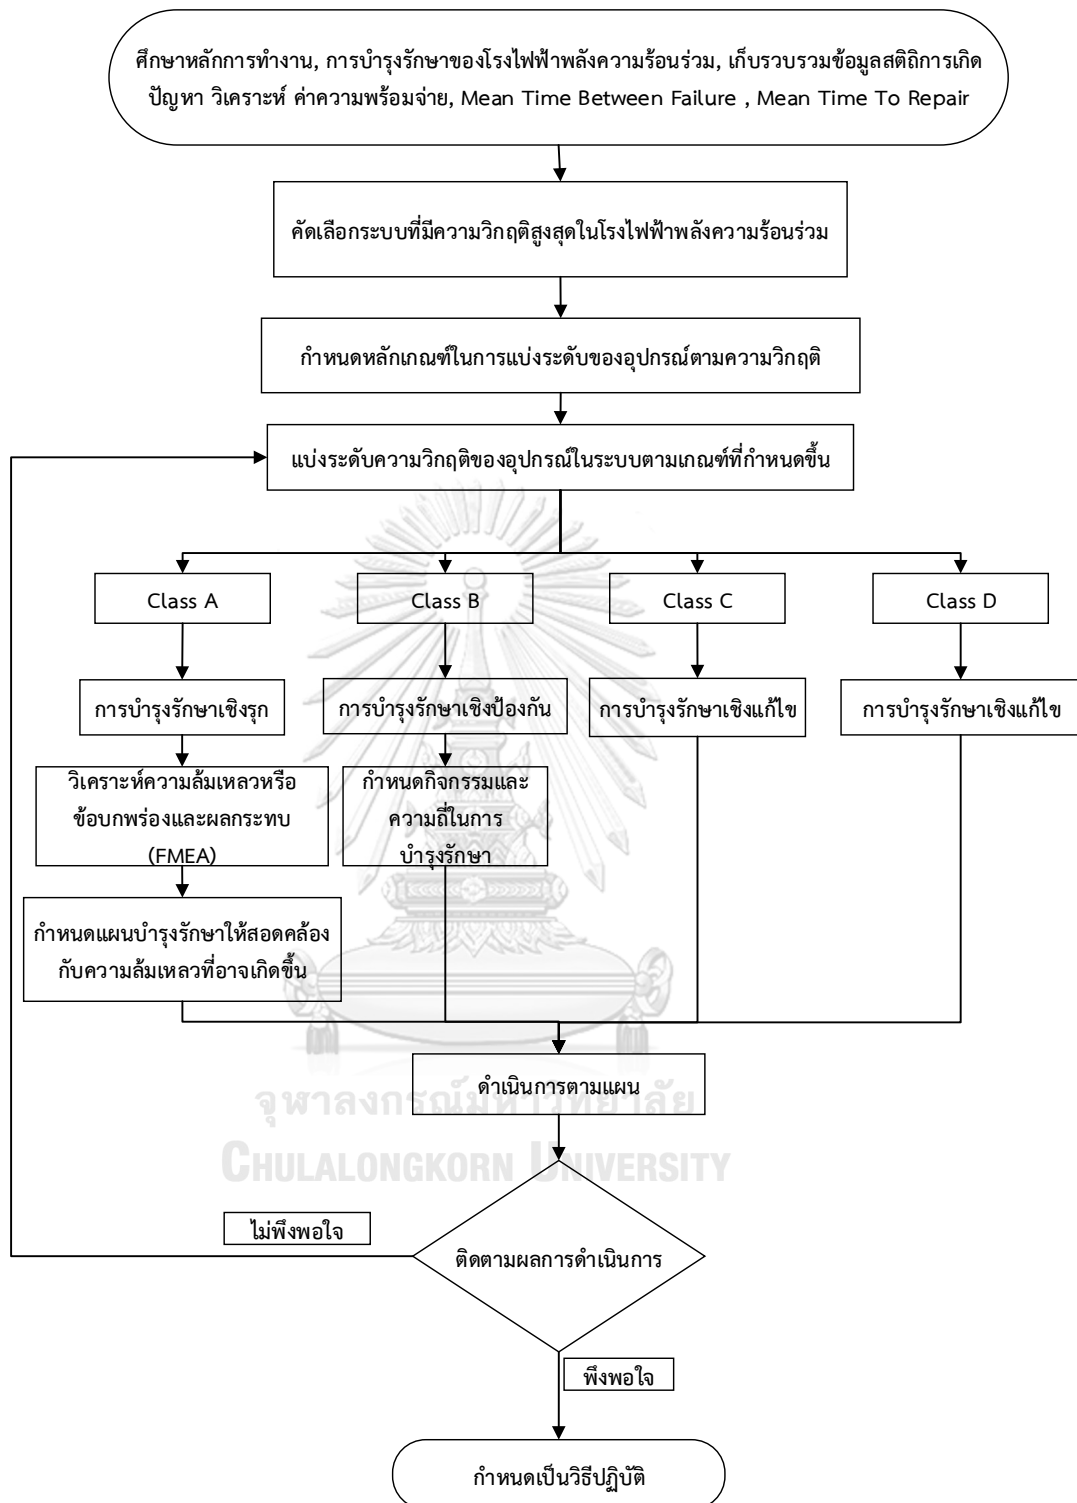 ศึกษาหลักการทำงาน, การบำรุงรักษาของโรงไฟฟ้าพลังความร้อนร่วม, เก็บรวบรวมข้อมูลสถิติการเกิด
ปัญหา วิเคราะห์ ค่าความพร้อมจ่าย, Mean Time Between Failure , Mean Time To Repair
คัดเลือกระบบที่มีความวิกฤติสูงสุดในโรงไฟฟ้าพลังความร้อนร่วม
กำหนดหลักเกณฑ์ในการแบ่งระดับของอุปกรณ์ตามความวิกฤติ
แบ่งระดับความวิกฤติของอุปกรณ์ในระบบตามเกณฑ์ที่กำหนดขึ้น
Class A
Class B
Class C
Class D
การบำรุงรักษาเชิงรุก
การบำรุงรักษาเชิงป้องกัน
การบำรุงรักษาเชิงแก้ไข
การบำรุงรักษาเชิงแก้ไข
วิเคราะห์ความล้มเหลวหรือ
ข้อบกพร่องและผลกระทบ
(FMEA)
กำหนดกิจกรรมและ
ความถี่ในการ
บำรุงรักษา
กำหนดแผนบำรุงรักษาให้สอดคล้อง
กับความล้มเหลวที่อาจเกิดขึ้น
ดำเนินการตามแผน
จุฬาลงกรณ์มหาวิทยาลัย
CHULALONGKORN UNIVERSITY
ไม่พึงพอใจ
ติดตามผลการดำเนินการ
พึงพอใจ
กำหนดเป็นวิธีปฏิบัติ